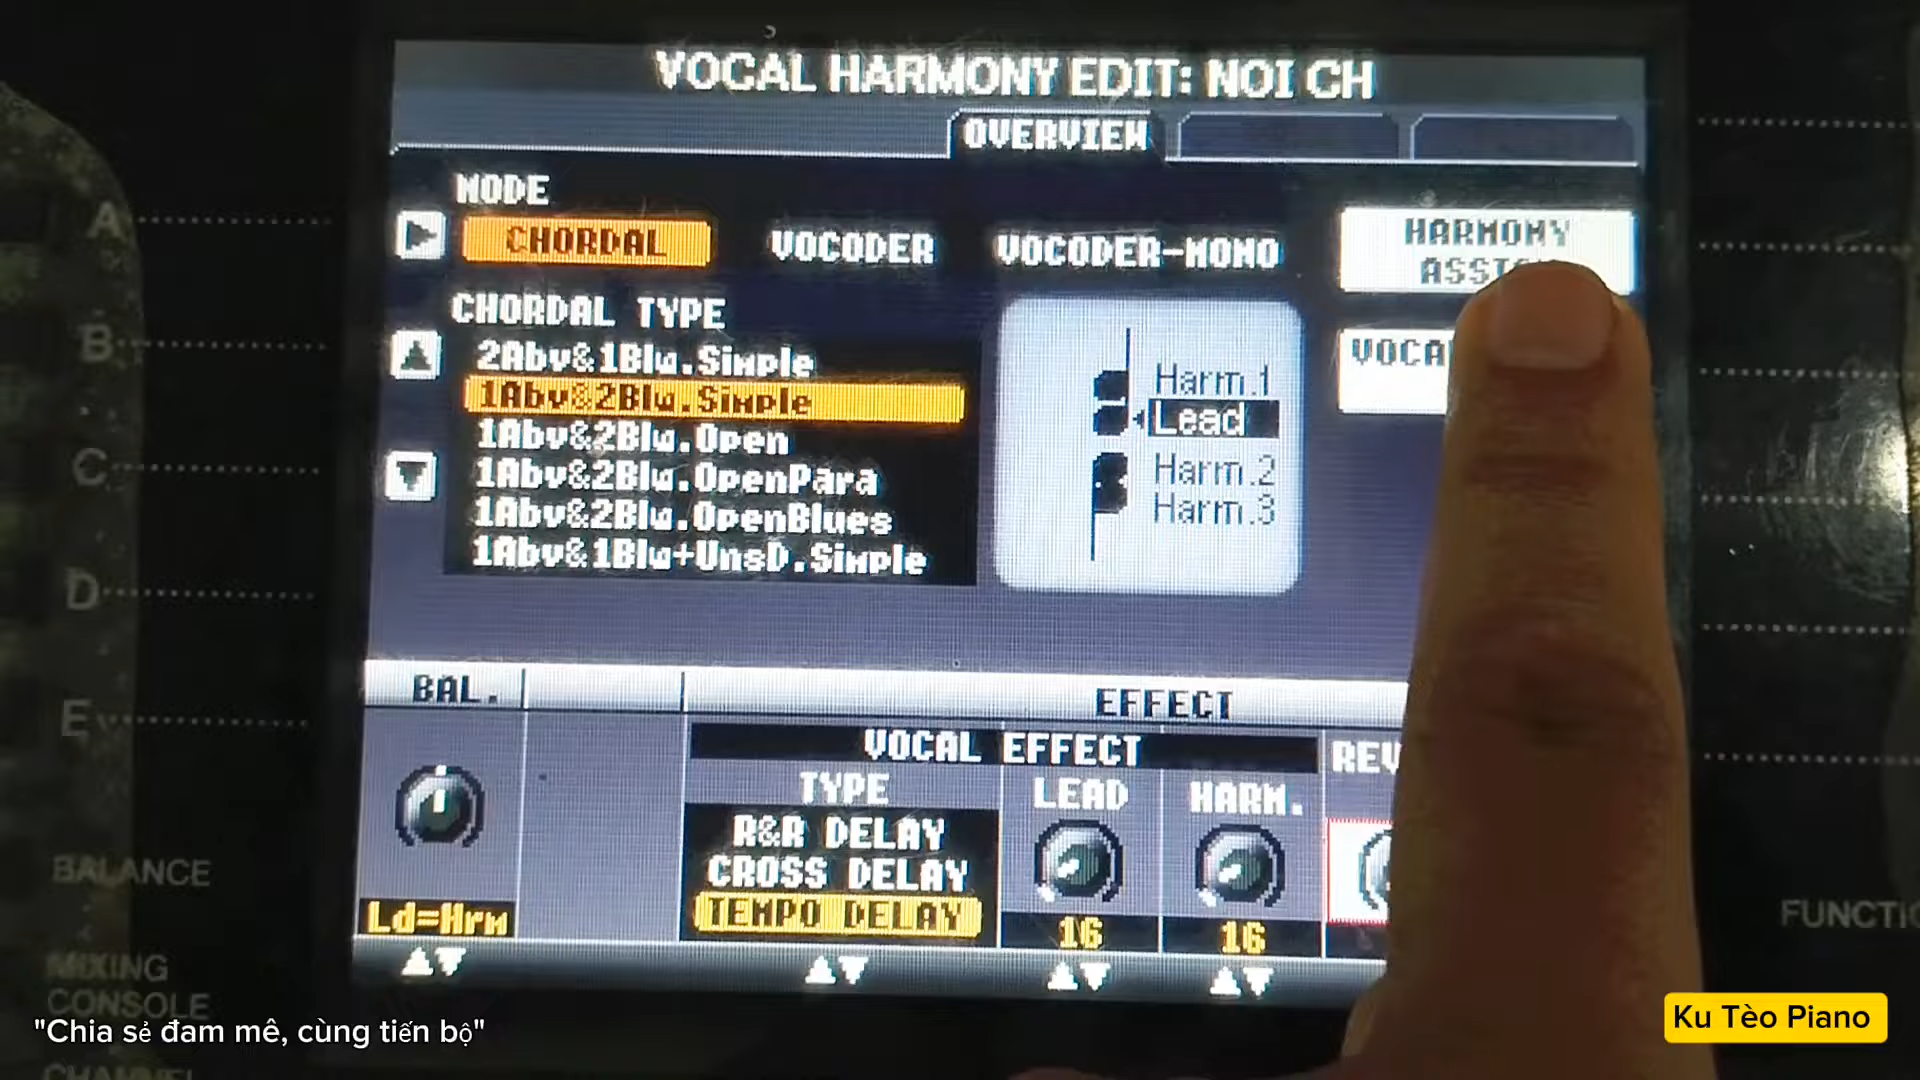 VOCAL HARMONY EDIT: NOI CH
OVERVIEW
MODE
CHORDAL VOCODER VOCODER-MONO
HARMONY
CHORDAL TYPE
2Abv&1Blw.Simple
1Abv&2Blw.Simple
1Abv&2Blw.Open
1Abv&2Blw.OpenPara
1Abv&2Blw.OpenBlues
1Abv&1Blw+UnsD.Simple
Harm.1
Lead
Harm.2
Harm.3
A
B
C
D
E
BAL.
EFFECT
VOCAL EFFECT
TYPE
LEAD
HARM.
R&R DELAY
CROSS DELAY
TEMPO DELAY
Ld=Hrm
16
16
BALANCE
MIXING
CONSOLE
"Chia sẻ đam mê, cùng tiến bộ"
Ku Tèo Piano